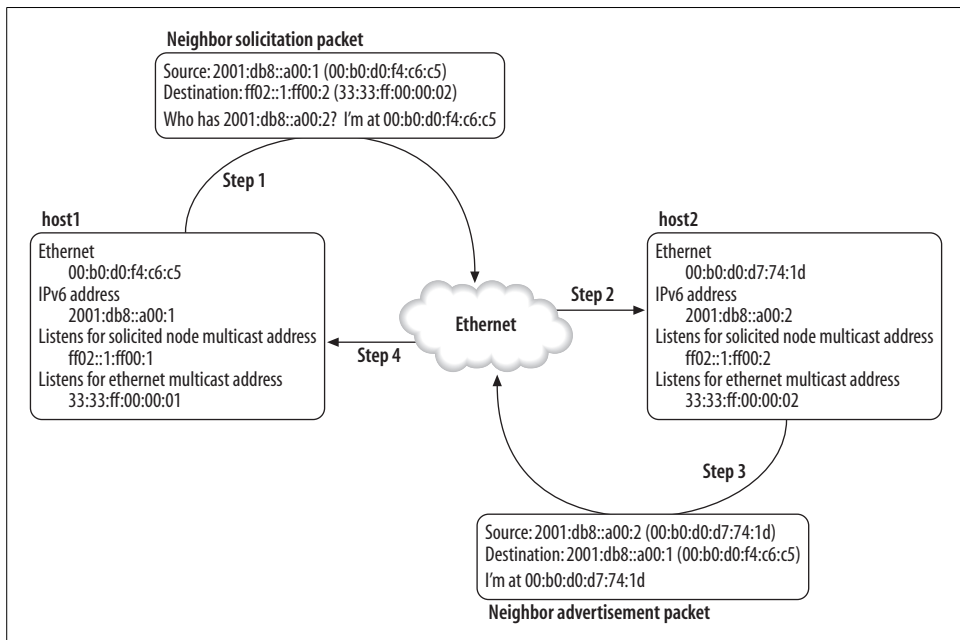 Neighbor solicitation packet
Source: 2001:db8::a00:1 (00:b0:d0:f4:c6:c5)
Destination: ff02::1:ff00:2 (33:33:ff:00:00:02)
Who has 2001:db8::a00:2? I'm at 00:b0:d0:f4:c6:c5
Step 1
host1
Ethernet
00:b0:d0:f4:c6:c5
IPv6 address
2001:db8::a00:1
Listens for solicited node multicast address
ff02::1:ff00:1
Listens for ethernet multicast address
33:33:ff:00:00:01
Ethernet
Step 2
Step 4
host2
Ethernet
00:b0:d0:d7:74:1d
IPv6 address
2001:db8::a00:2
Listens for solicited node multicast address
ff02::1:ff00:2
Listens for ethernet multicast address
33:33:ff:00:00:02
Step 3
Source: 2001:db8::a00:2 (00:b0:d0:d7:74:1d)
Destination: 2001:db8::a00:1 (00:b0:d0:f4:c6:c5)
I'm at 00:b0:d0:d7:74:1d
Neighbor advertisement packet